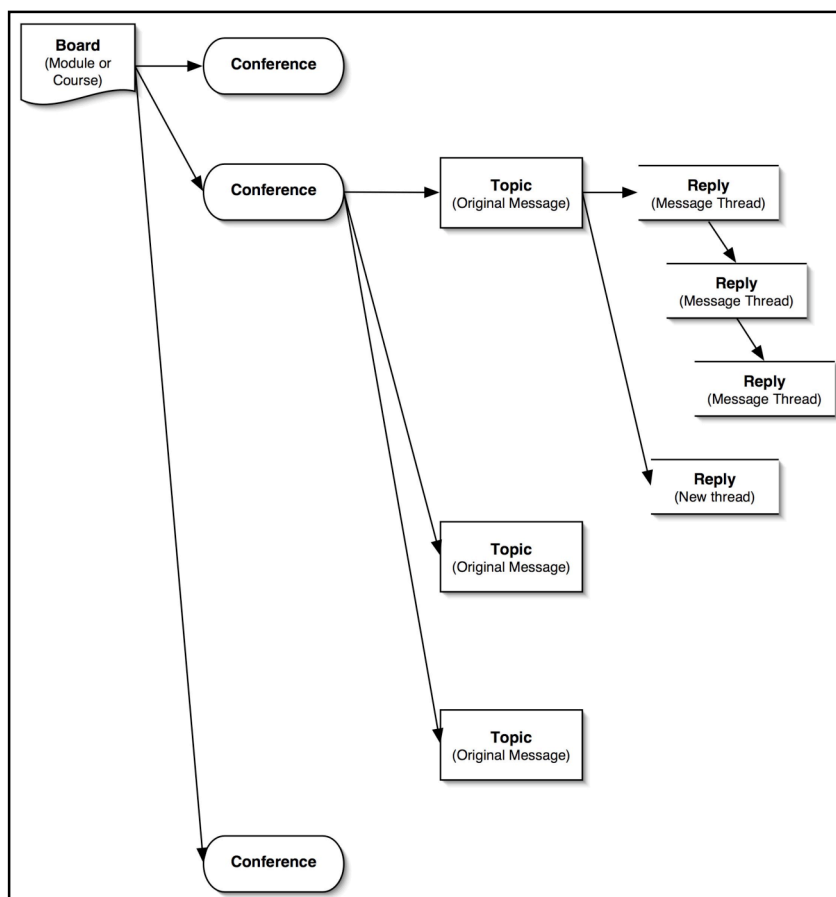 Board
(Module or
Course)
Conference
Conference
Topic
(Original Message)
Reply
(Message Thread)
Reply
(Message Thread)
Reply
(Message Thread)
Reply
(New thread)
Topic
(Original Message)
Topic
(Original Message)
Conference